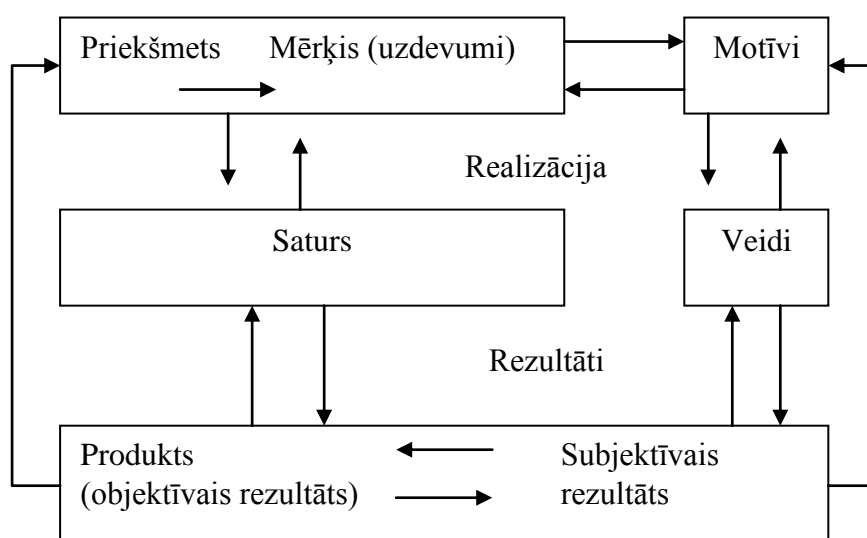 Priekšmets Mērķis (uzdevumi) Motīvi
Realizācija
Saturs Veidi
Rezultāti
Produkts Subjektīvais
(objektīvais rezultāts) rezultāts